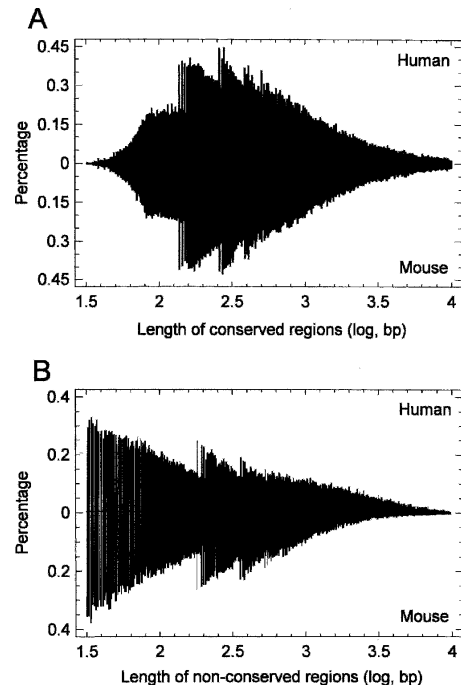 A
0.45
Human
0.3
0.15
0
0.15
0.3
Mouse
0.45
Percentage
1.5 2 2.5 3 3.5 4
Length of conserved regions (log, bp)
B
0.4
Human
0.2
0
0.2
Mouse
0.4
Percentage
1.5 2 2.5 3 3.5 4
Length of non-conserved regions (log, bp)